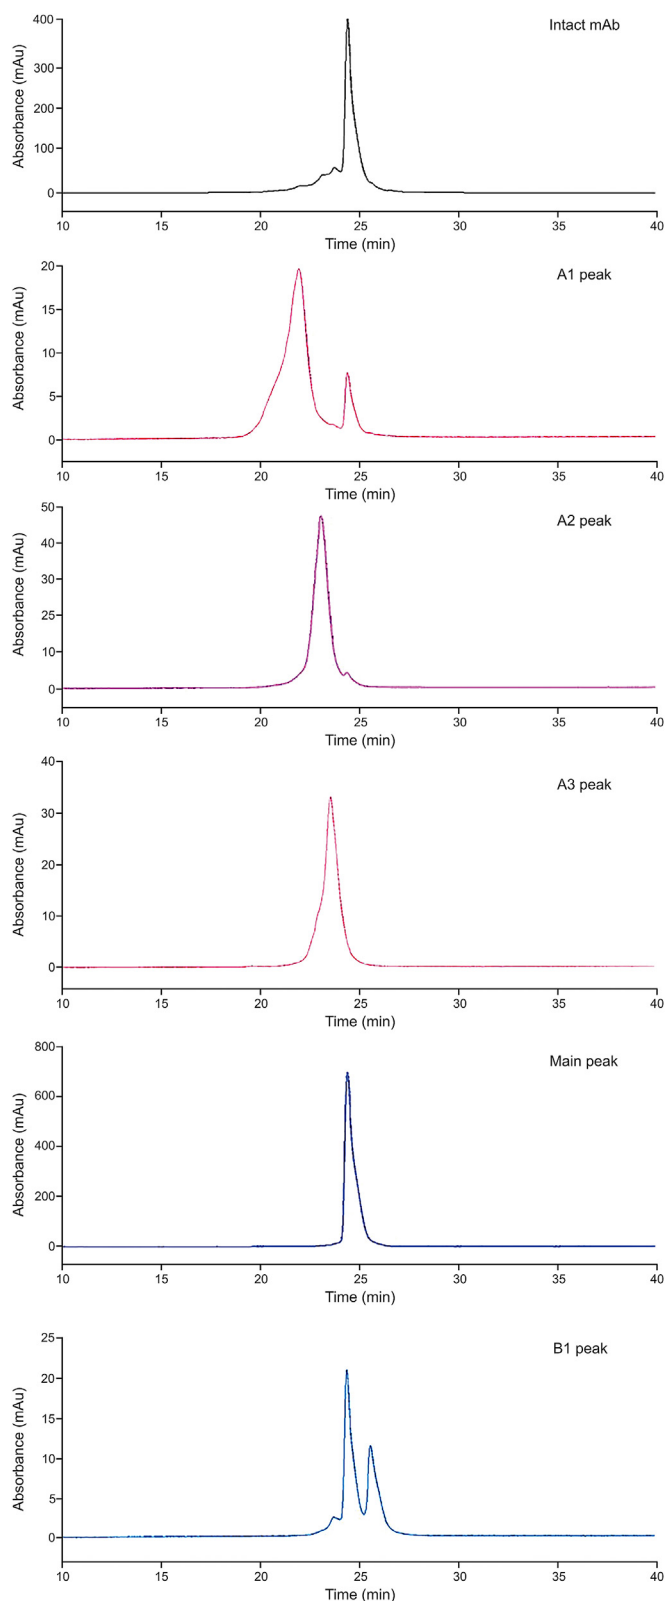 Intact mAb
Absorbance (mAu)
400
300
200
100
0
10 15 20 25 30 35 40
Time (min)
A1 peak
Absorbance (mAu)
20
15
10
5
0
10 15 20 25 30 35 40
Time (min)
A2 peak
Absorbance (mAu)
50
40
30
25
10
0
10 15 20 25 30 35 40
Time (min)
A3 peak
Absorbance (mAu)
40
30
20
10
0
10 15 20 25 30 35 40
Time (min)
Main peak
Absorbance (mAu)
800
600
400
200
0
10 15 20 25 30 35 40
Time (min)
B1 peak
Absorbance (mAu)
25
20
15
10
5
0
10 15 20 25 30 35 40
Time (min)